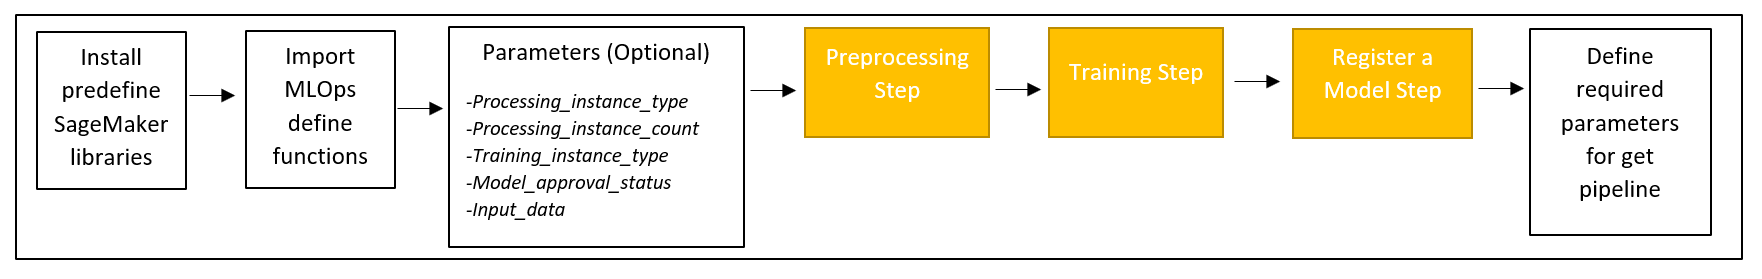 Install
predefine
SageMaker
libraries
Import
MLOps
define
functions
Parameters (Optional)
-Processing_instance_type
-Processing_instance_count
-Training_instance_type
-Model_approval_status
-Input_data
Preprocessing
Step
Training Step
Register a
Model Step
Define
required
parameters
for get
pipeline